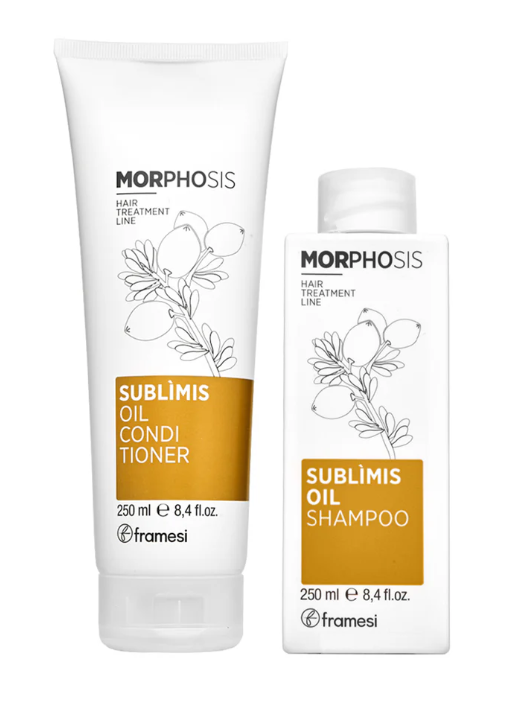 MORPHOSIS
HAIR
TREATMENT
LINE
SUBLÌMIS
OIL
CONDI
TIONER
250 ml ℮ 8,4 fl.oz.
framesi
MORPHOSIS
HAIR
TREATMENT
LINE
SUBLÌMIS
OIL
SHAMPOO
250 ml ℮ 8,4 fl.oz.
framesi